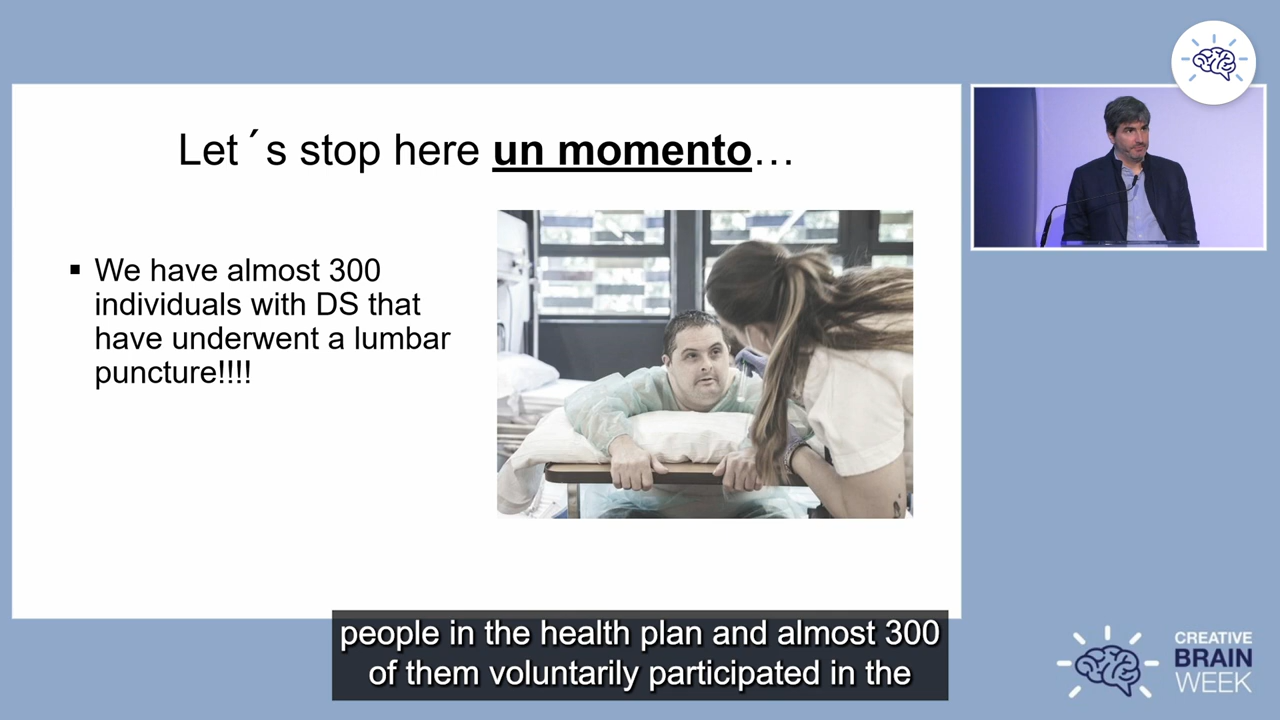 Let´s stop here un momento…
▪ We have almost 300
individuals with DS that
have underwent a lumbar
puncture!!!!
people in the health plan and almost 300
of them voluntarily participated in the
CREATIVE
BRAIN
WEEK